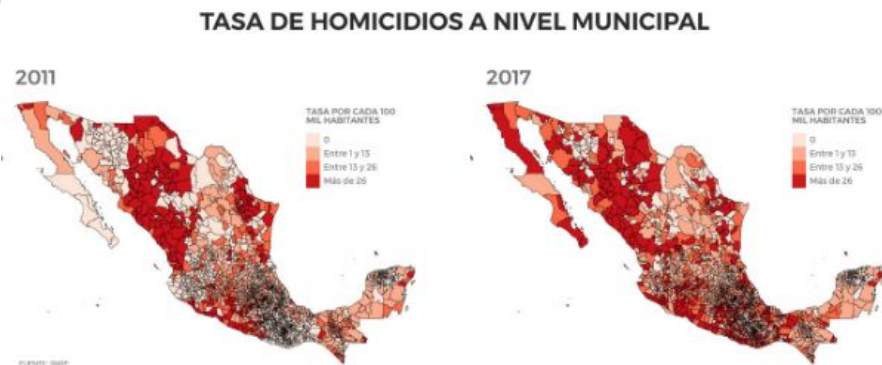 TASA DE HOMICIDIOS A NIVEL MUNICIPAL
2011
TASA POR CADA 100
MIL HABITANTES
0
Entre 1 y 13
Entre 13 y 26
Más de 26
2017
TASA POR CADA 100
MIL HABITANTES
0
Entre 1 y 13
Entre 13 y 26
Más de 26